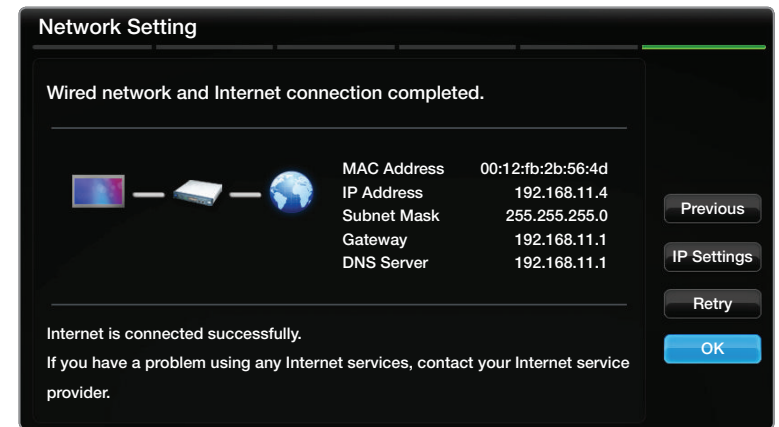 Network Setting
Wired network and Internet connection completed.
MAC Address 00:12:fb:2b:56:4d
IP Address 192.168.11.4
Subnet Mask 255.255.255.0
Gateway 192.168.11.1
DNS Server 192.168.11.1
Previous
IP Settings
Retry
OK
Internet is connected successfully.
If you have a problem using any Internet services, contact your Internet service
provider.